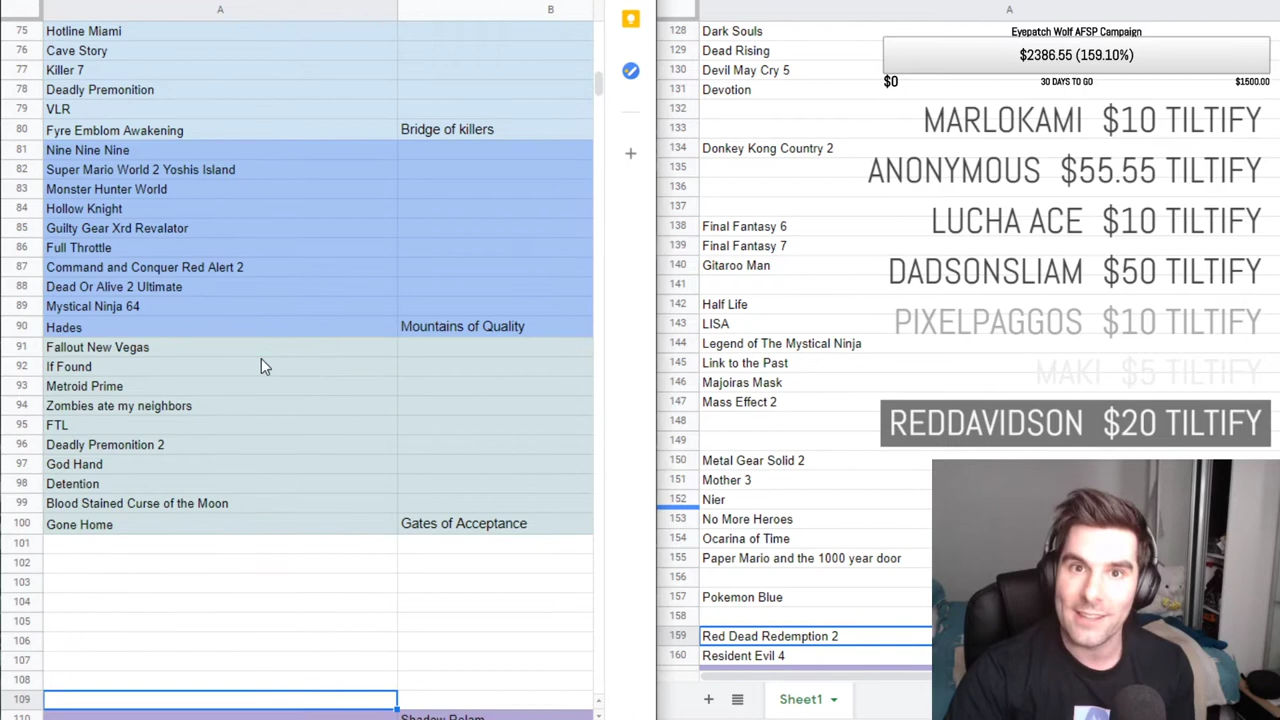 A
B
75 Hotline Miami
76 Cave Story
77 Killer 7
78 Deadly Premonition
79 VLR
80 Fyre Emblom Awakening Bridge of killers
81 Nine Nine Nine
82 Super Mario World 2 Yoshis Island
83 Monster Hunter World
84 Hollow Knight
85 Guilty Gear Xrd Revalator
86 Full Throttle
87 Command and Conquer Red Alert 2
88 Dead Or Alive 2 Ultimate
89 Mystical Ninja 64
90 Hades Mountains of Quality
91 Fallout New Vegas
92 If Found
93 Metroid Prime
94 Zombies ate my neighbors
95 FTL
96 Deadly Premonition 2
97 God Hand
98 Detention
99 Blood Stained Curse of the Moon
100 Gone Home Gates of Acceptance
101
102
103
104
105
106
107
108
109
110 Shadow Relam
A
128 Dark Souls
129 Dead Rising
130 Devil May Cry 5
131 Devotion
132
133
134 Donkey Kong Country 2
135
136
137
138 Final Fantasy 6
139 Final Fantasy 7
140 Gitaroo Man
141
142 Half Life
143 LISA
144 Legend of The Mystical Ninja
145 Link to the Past
146 Majoiras Mask
147 Mass Effect 2
148
149
150 Metal Gear Solid 2
151 Mother 3
152 Nier
153 No More Heroes
154 Ocarina of Time
155 Paper Mario and the 1000 year door
156
157 Pokemon Blue
158
159 Red Dead Redemption 2
160 Resident Evil 4
Sheet1
Eyepatch Wolf AFSP Campaign
$2386.55 (159.10%)
$0 30 DAYS TO GO $1500.00
MARLOKAMI $10 TILTIFY
ANONYMOUS $55.55 TILTIFY
LUCHA ACE $10 TILTIFY
DADSONSLIAM $50 TILTIFY
PIXELPAGGOS $10 TILTIFY
MAKI $5 TILTIFY
REDDAVIDSON $20 TILTIFY